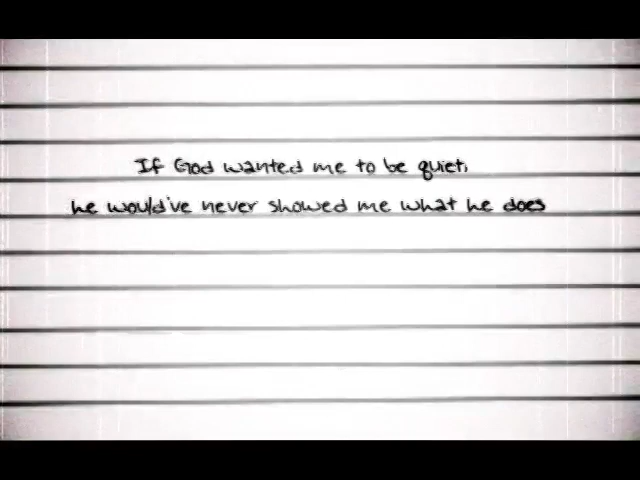 If God wanted me to be quiet,
he would've never showed me what he does